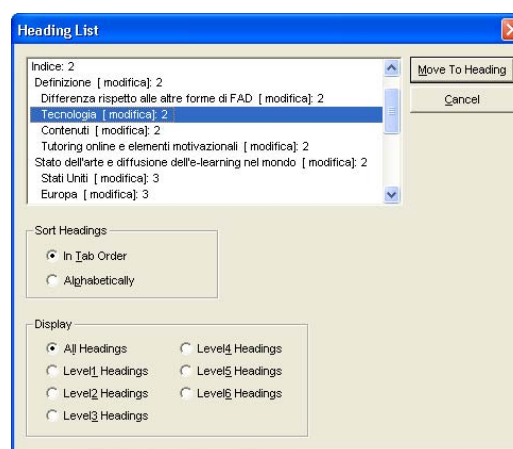 Heading List
Indice: 2
Definizione [ modifica]: 2
Differenza rispetto alle altre forme di FAD [ modifica]: 2
Tecnologia [ modifica]: 2
Contenuti [ modifica]: 2
Tutoring online e elementi motivazionali [ modifica]: 2
Stato dell'arte e diffusione dell'e-learning nel mondo [ modifica]: 2
Stati Uniti [ modifica]: 3
Europa [ modifica]: 3
Move To Heading
Cancel
Sort Headings
In Tab Order
Alphabetically
Display
All Headings
Level1 Headings
Level2 Headings
Level3 Headings
Level4 Headings
Level5 Headings
Level6 Headings